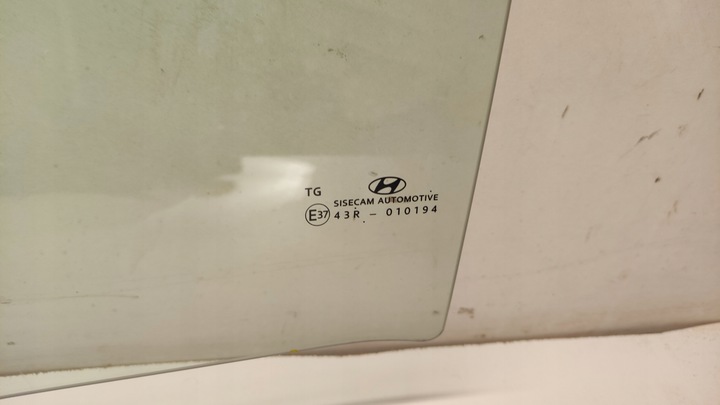 TG
SISECAM AUTOMOTIVE
E37 43R - 010194